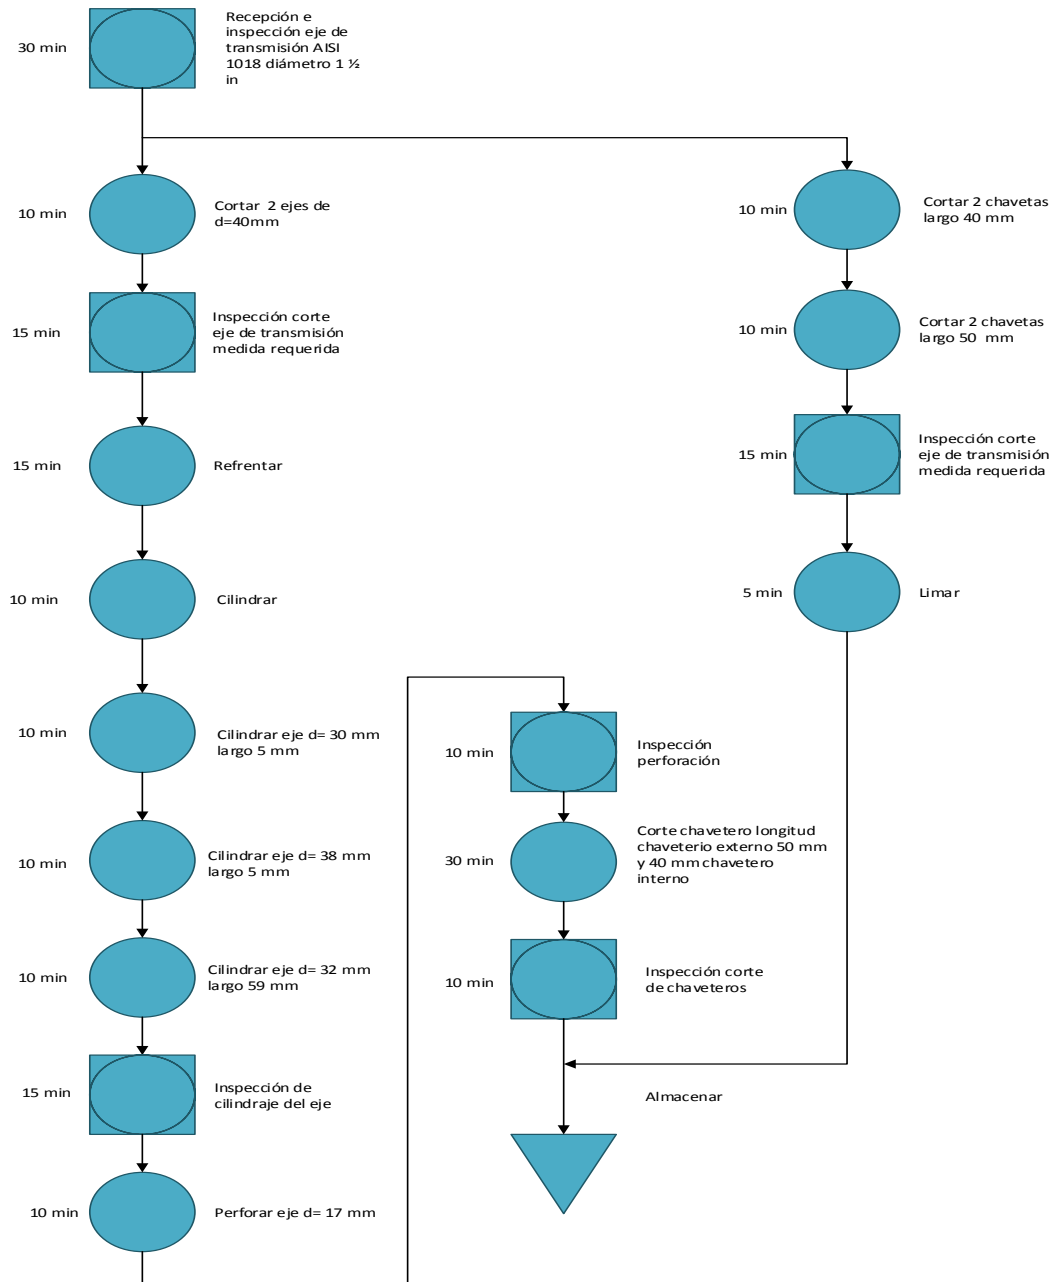 30 min
Recepción e
inspección eje de
transmisión AISI
1018 diámetro 1 ½
in
10 min
Cortar 2 ejes de
d=40mm
15 min
Inspección corte
eje de transmisión
medida requerida
15 min
Refrentar
10 min
Cilindrar
10 min
Cilindrar eje d= 30 mm
largo 5 mm
10 min
Cilindrar eje d= 38 mm
largo 5 mm
10 min
Cilindrar eje d= 32 mm
largo 59 mm
15 min
Inspección de
cilindraje del eje
10 min
Perforar eje d= 17 mm
10 min
Inspección
perforación
30 min
Corte chavetero longitud
chaveterio externo 50 mm
y 40 mm chavetero
interno
10 min
Inspección corte
de chaveteros
10 min
Cortar 2 chavetas
largo 40 mm
10 min
Cortar 2 chavetas
largo 50 mm
15 min
Inspección corte
eje de transmisión
medida requerida
5 min
Limar
Almacenar